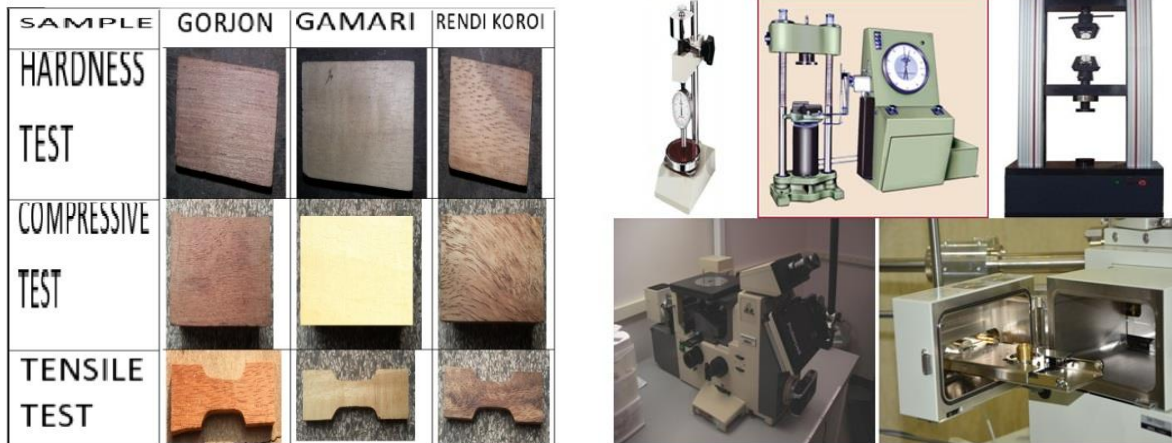 SAMPLE GORJON GAMARI RENDI KOROI
HARDNESS
TEST
COMPRESSIVE
TEST
TENSILE
TEST